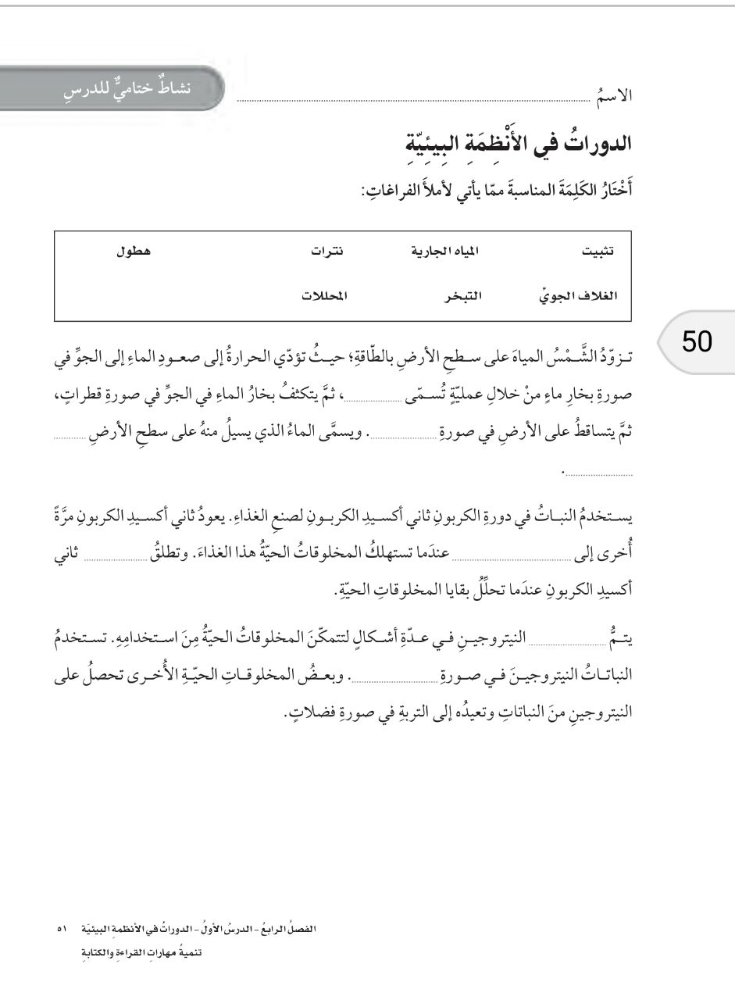 نشاطٌ ختاميٌّ للدرسِ
الاسمُ
الدوراتُ في الأَنْظِمَةِ البِيئِيّةِ
أَخْتَارُ الكَلِمَةَ المناسبةَ ممّا يأتي لأملأَ الفراغاتِ:
تثبيت المياه الجارية نترات هطول
الغلاف الجويِّ التبخر المحللات
تـزوّدُ الشَّـمْسُ المياهَ على سـطحِ الأرضِ بالطّاقةِ؛ حيـثُ تؤدّي الحرارةُ إلى صعـودِ الماءِ إلى الجوِّ في
صورةِ بخارِ ماءٍ منْ خلالِ عمليّةٍ تُسـمّى ............، ثمَّ يتكثفُ بخارُ الماءِ في الجوِّ في صورةِ قطراتٍ،
ثمَّ يتساقطُ على الأرضِ في صورةِ ............. ويسمَّى الماءُ الذي يسيلُ منهُ على سطحِ الأرضِ ............
.............
يسـتخدمُ النبـاتُ في دورةِ الكربونِ ثاني أكسـيدِ الكربـونِ لصنعِ الغذاءِ. يعودُ ثاني أكسـيدِ الكربونِ مرَّةً
أُخرى إلى ............ عندَما تستهلكُ المخلوقاتُ الحيّةُ هذا الغذاءَ. وتطلقُ ............ ثاني
أكسيدِ الكربونِ عندَما تحلِّلُ بقايا المخلوقاتِ الحيّةِ.
يتـمُّ ............ النيتروجيـنِ فـي عـدّةِ أشـكالٍ لتتمكّنَ المخلوقاتُ الحيّةُ مِنَ اسـتخدامِهِ. تسـتخدمُ
النباتـاتُ النيتروجيـنَ فـي صـورةِ ............. وبعـضُ المخلوقـاتِ الحيّـةِ الأُخـرى تحصلُ على
النيتروجينِ منَ النباتاتِ وتعيدُه إلى التربةِ في صورةِ فضلاتٍ.
50
الفصلُ الرابعُ - الدرسُ الأولُ - الدوراتُ في الأنظمةِ البيئيَّة ٥١
تنميةُ مهاراتِ القراءةِ والكتابةِ